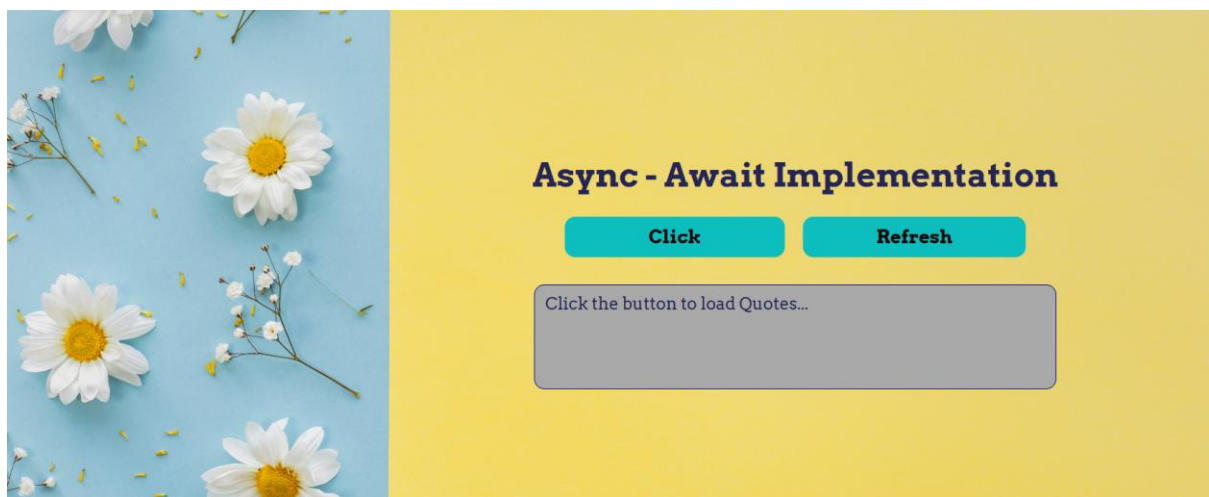 Async - Await Implementation
Click
Refresh
Click the button to load Quotes...